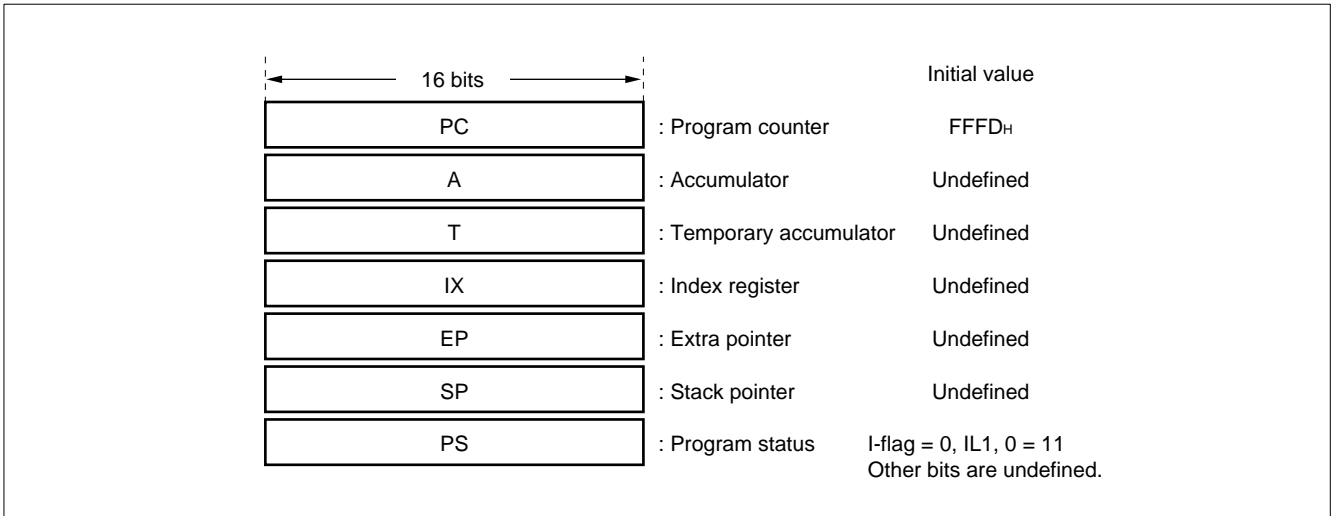 16 bits Initial value
PC : Program counter FFFDH
A : Accumulator Undefined
T : Temporary accumulator Undefined
IX : Index register Undefined
EP : Extra pointer Undefined
SP : Stack pointer Undefined
PS : Program status I-flag = 0, IL1, 0 = 11
Other bits are undefined.